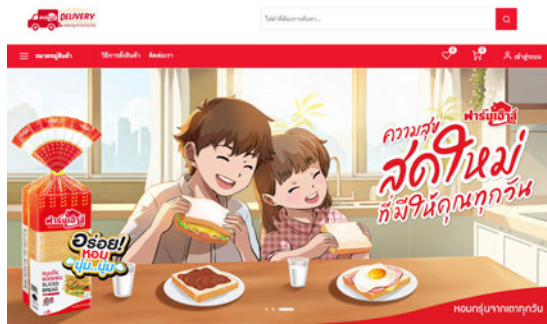 DELIVERY
ใส่คำที่ต้องการค้นหา...
หมวดหมู่สินค้า
วิธีการสั่งสินค้า ติดต่อเรา
0
0
เข้าสู่ระบบ
ฟาร์มเฮ้าส์
ความสุข
สดใหม่
ที่มีให้คุณทุกวัน
ฟาร์มเฮ้าส์
อร่อย!
หอม
นุ่ม..นุ่ม
SLICED
BREAD
หอมกรุ่นจากเตาทุกวัน